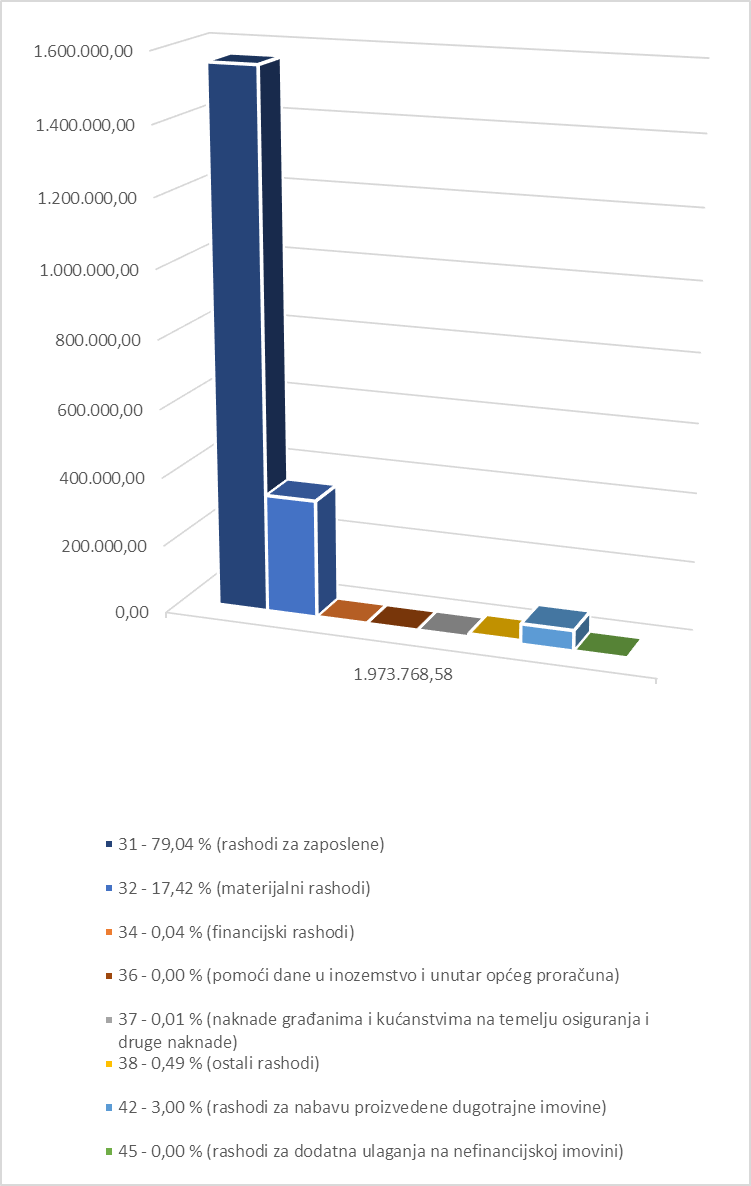 1.600.000,00
1.400.000,00
1.200.000,00
1.000.000,00
800.000,00
600.000,00
400.000,00
200.000,00
0,00
1.973.768,58
31 - 79,04 % (rashodi za zaposlene)
32 - 17,42 % (materijalni rashodi)
34 - 0,04 % (financijski rashodi)
36 - 0,00 % (pomoći dane u inozemstvo i unutar općeg proračuna)
37 - 0,01 % (naknade građanima i kućanstvima na temelju osiguranja i
druge naknade)
38 - 0,49 % (ostali rashodi)
42 - 3,00 % (rashodi za nabavu proizvedene dugotrajne imovine)
45 - 0,00 % (rashodi za dodatna ulaganja na nefinancijskoj imovini)